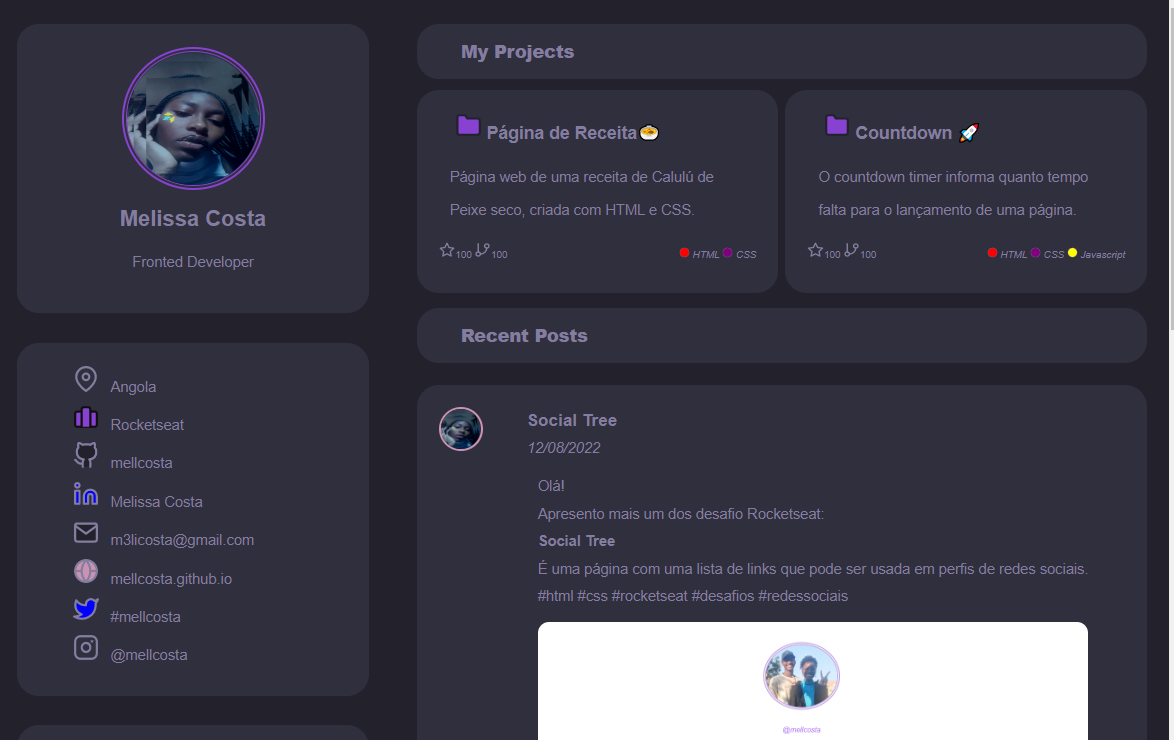 Melissa Costa
Fronted Developer
Angola
Rocketseat
mellcosta
Melissa Costa
m3licosta@gmail.com
mellcosta.github.io
#mellcosta
@mellcosta
My Projects
Página de Receita
Página web de uma receita de Calulú de
Peixe seco, criada com HTML e CSS.
100 100 HTML CSS
Countdown
O countdown timer informa quanto tempo
falta para o lançamento de uma página.
100 100 HTML CSS Javascript
Recent Posts
Social Tree
12/08/2022
Olá!
Apresento mais um dos desafio Rocketseat:
Social Tree
É uma página com uma lista de links que pode ser usada em perfis de redes sociais.
#html #css #rocketseat #desafios #redessociais
@mellcosta